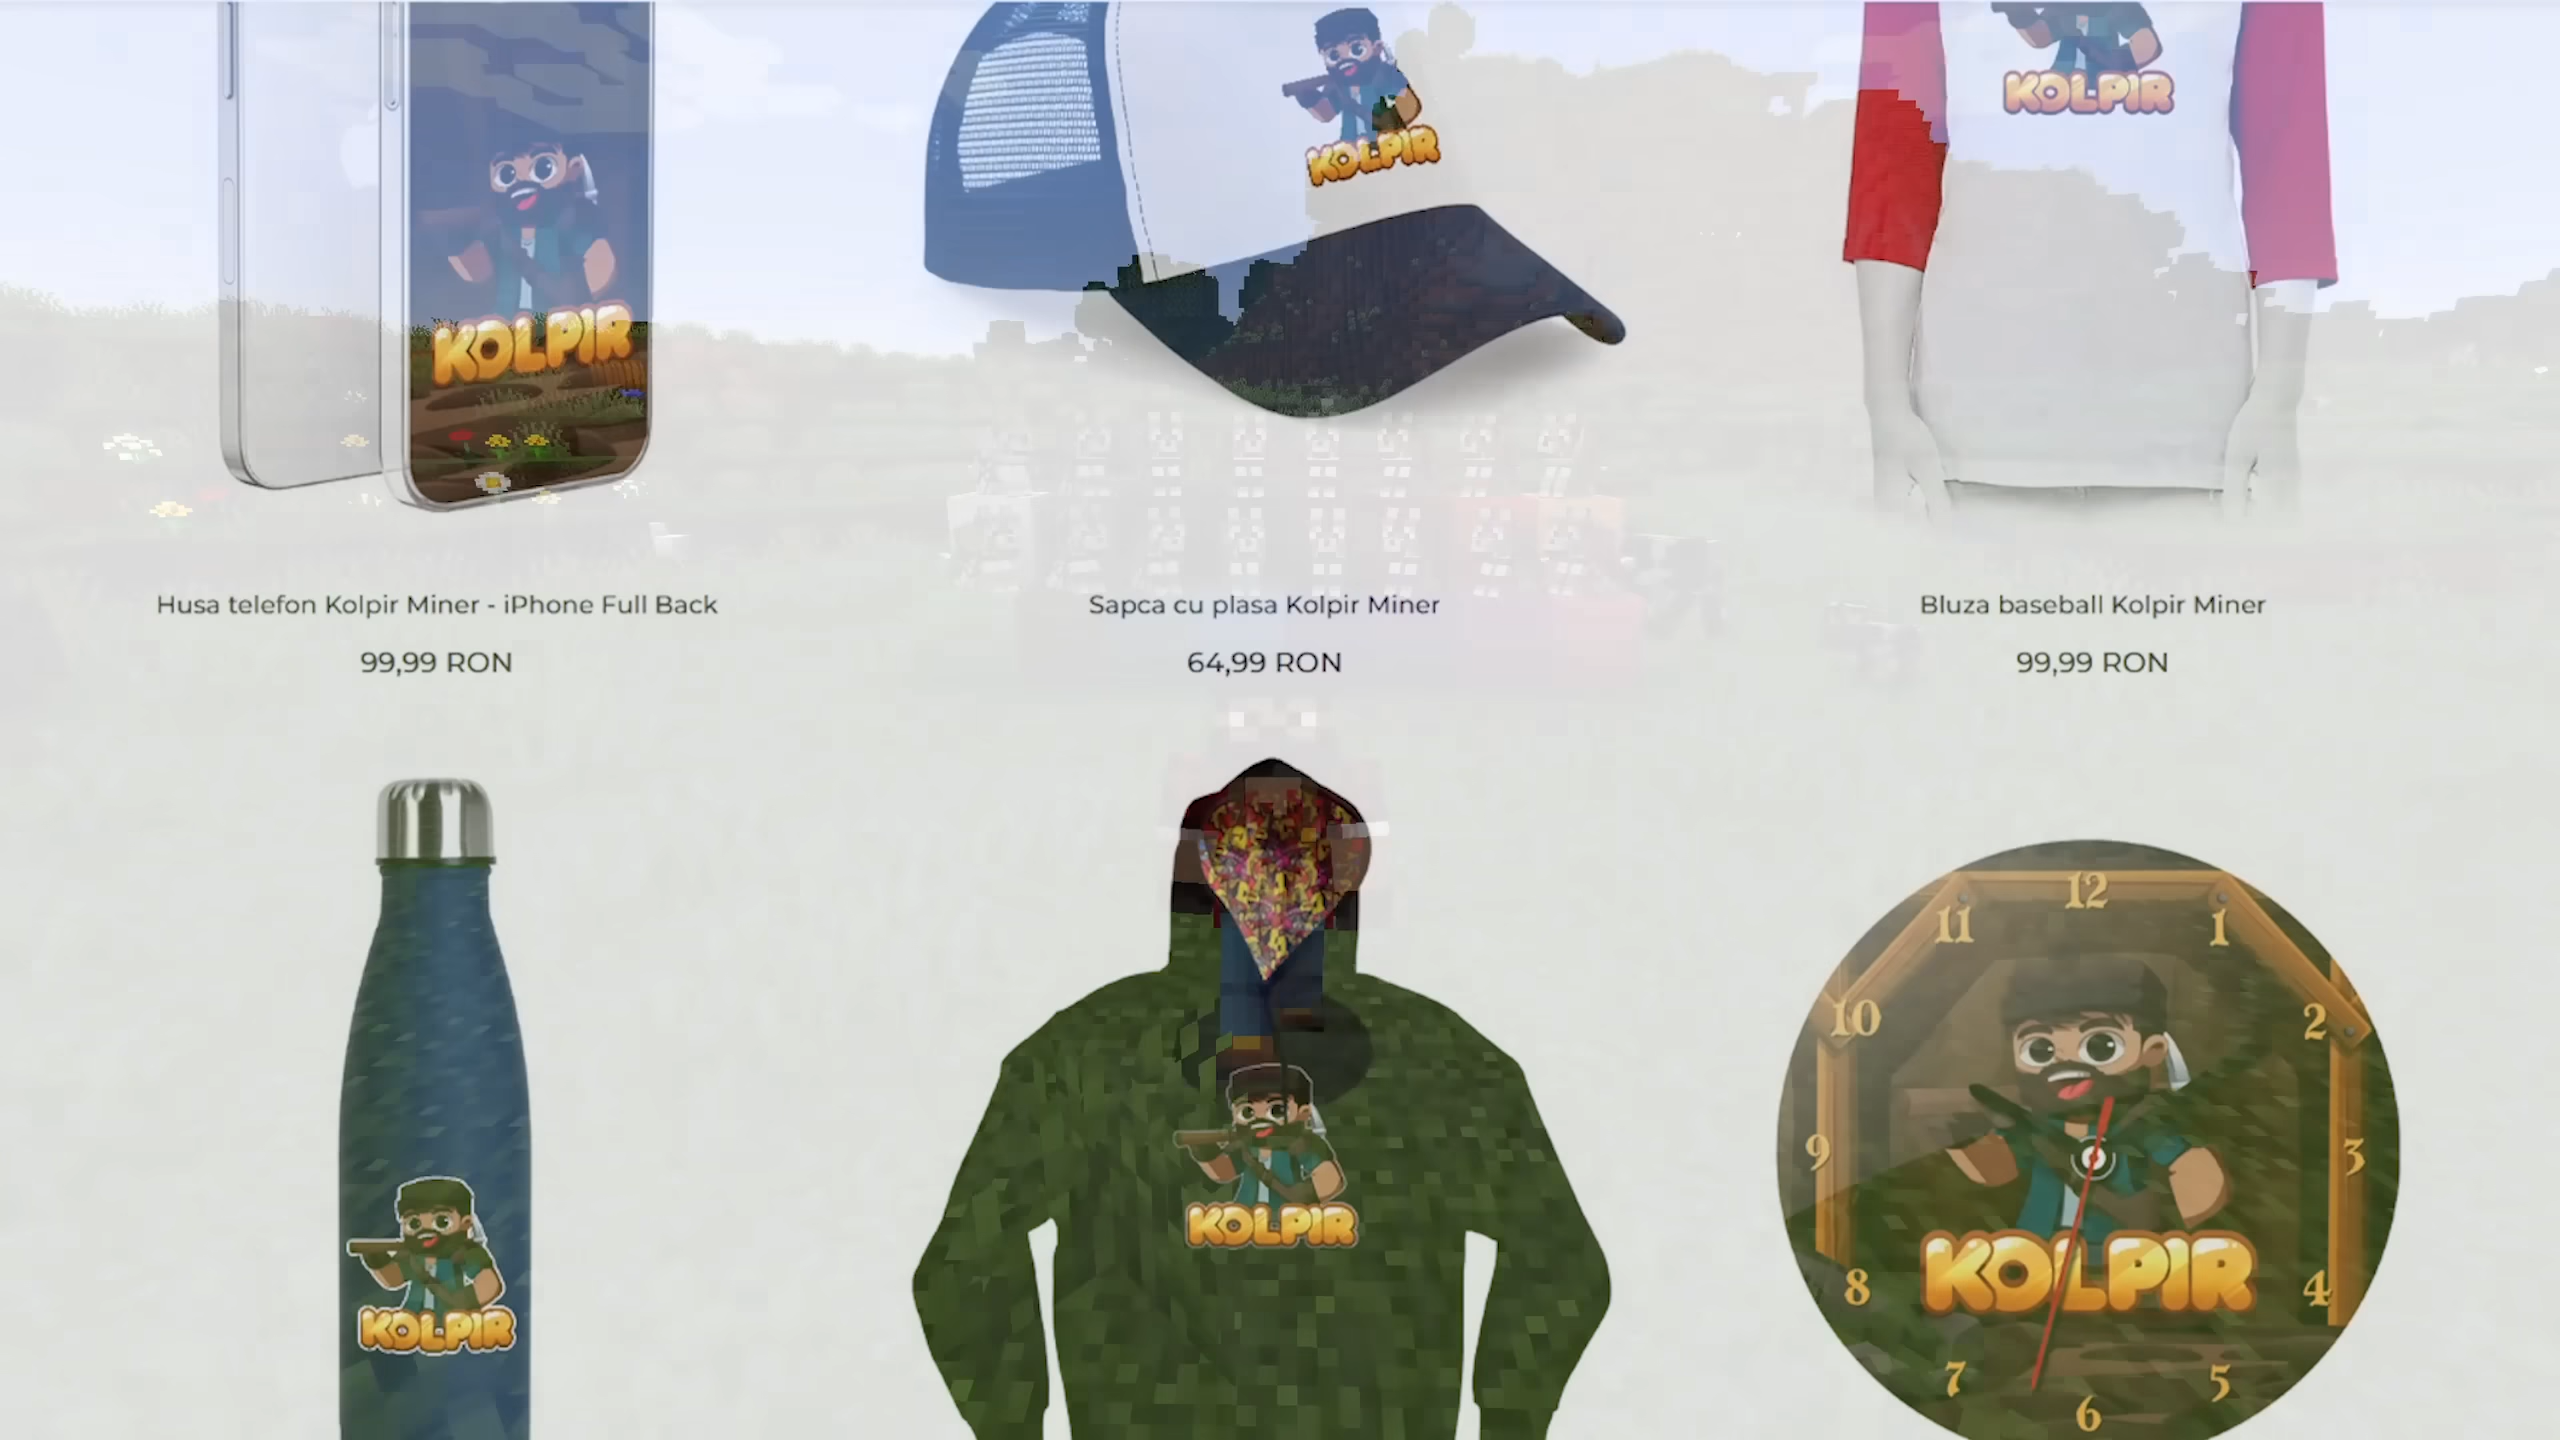 KOLPIR
KOLPIR
KOLPIR
Husa telefon Kolpir Miner - iPhone Full Back
99,99 RON
Sapca cu plasa Kolpir Miner
64,99 RON
Bluza baseball Kolpir Miner
99,99 RON
KOLPIR
KOLPIR
12
11
1
10
2
9
3
KOLPIR
8
4
7
5
6